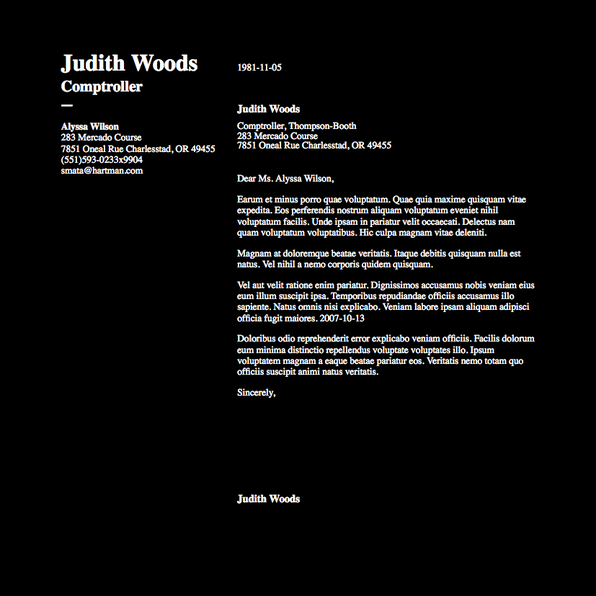 Judith Woods
Comptroller
—
Alyssa Wilson
283 Mercado Course
7851 Oneal Rue Charlesstad, OR 49455
(551)593-0233x9904
smata@hartman.com
1981-11-05
Judith Woods
Comptroller, Thompson-Booth
283 Mercado Course
7851 Oneal Rue Charlesstad, OR 49455
Dear Ms. Alyssa Wilson,
Earum et minus porro quae voluptatum. Quae quia maxime quisquam vitae
expedita. Eos perferendis nostrum aliquam voluptatum eveniet nihil
voluptatum facilis. Unde ipsam in pariatur velit occaecati. Delectus nam
quam voluptatum voluptatibus. Hic culpa magnam vitae deleniti.
Magnam at doloremque beatae veritatis. Itaque debitis quisquam nulla est
natus. Vel nihil a nemo corporis quidem quisquam.
Vel aut velit ratione enim pariatur. Dignissimos accusamus nobis veniam eius
eum illum suscipit ipsa. Temporibus repudiandae officiis accusamus illo
sapiente. Natus omnis nisi explicabo. Veniam labore ipsam aliquam adipisci
officia fugit maiores. 2007-10-13
Doloribus odio reprehenderit error explicabo veniam officiis. Facilis dolorum
eum minima distinctio repellendus voluptate voluptates illo. Ipsum
voluptatem magnam a eaque beatae pariatur eos. Veritatis nemo totam quo
officiis suscipit animi natus veritatis.
Sincerely,
Judith Woods